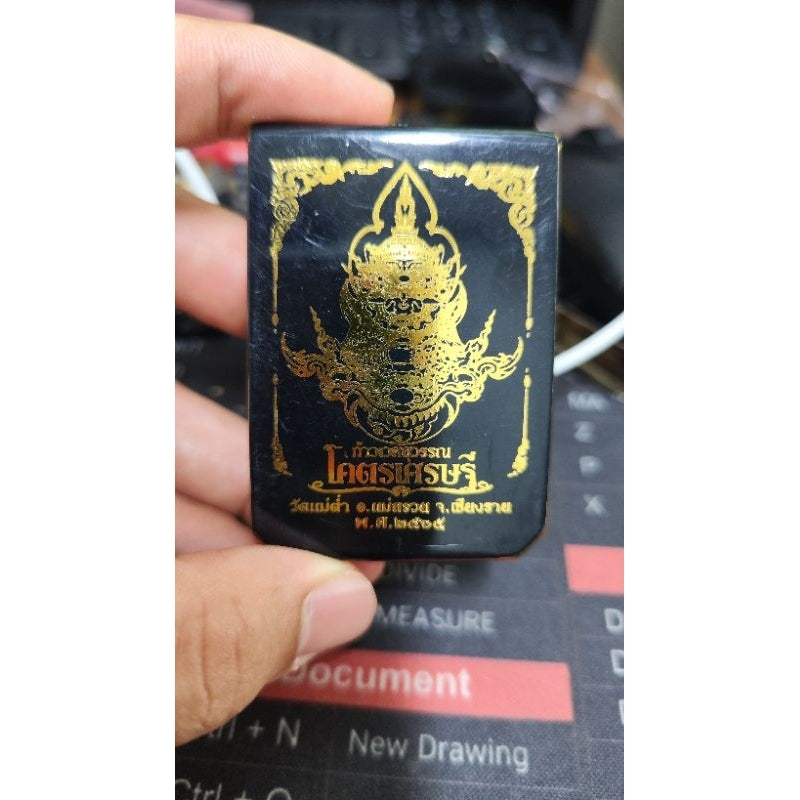 ท้าวเวสสุวรรณ
โคตรเศรษฐี
วัดแม่ต๋ำ อ.แม่สรวย จ.เชียงราย
พ.ศ.๒๕๖๕
Z
P
X
DIVIDE
MEASURE
Document
+ N New Drawing
Ctrl +